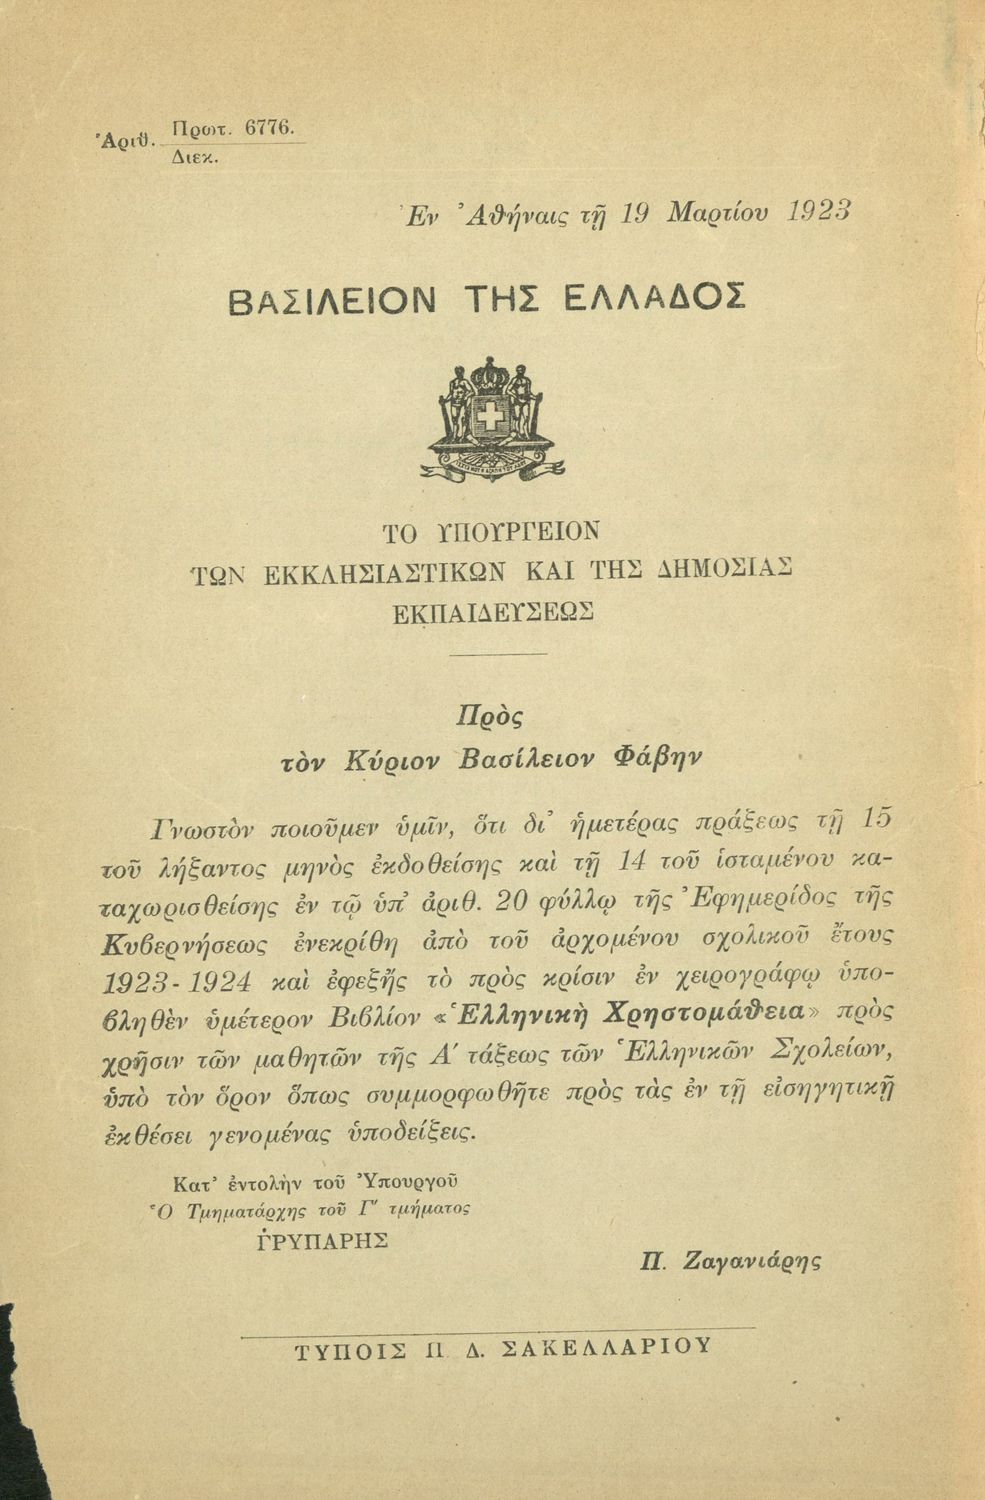 Ἀριθ. Πρωτ. 6776.
Διεκ.
Ἐν Ἀθήναις τῇ 19 Μαρτίου 1923
ΒΑΣΙΛΕΙΟΝ ΤΗΣ ΕΛΛΑΔΟΣ
ΤΟ ΥΠΟΥΡΓΕΙΟΝ
ΤΩΝ ΕΚΚΛΗΣΙΑΣΤΙΚΩΝ ΚΑΙ ΤΗΣ ΔΗΜΟΣΙΑΣ
ΕΚΠΑΙΔΕΥΣΕΩΣ
Πρὸς
τὸν Κύριον Βασίλειον Φάβην
Γνωστὸν ποιοῦμεν ὑμῖν, ὅτι δι᾽ ἡμετέρας πράξεως τῇ 15
τοῦ λήξαντος μηνὸς ἐκδοθείσης καὶ τῇ 14 τοῦ ἱσταμένου κα-
ταχωρισθείσης ἐν τῷ ὑπ᾽ ἀριθ. 20 φύλλῳ τῆς Ἐφημερίδος τῆς
Κυβερνήσεως ἐνεκρίθη ἀπὸ τοῦ ἀρχομένου σχολικοῦ ἔτους
1923-1924 καὶ ἐφεξῆς τὸ πρὸς κρίσιν ἐν χειρογράφῳ ὑπο-
βληθὲν ὑμέτερον Βιβλίον «Ἑλληνικὴ Χρηστομάθεια» πρὸς
χρῆσιν τῶν μαθητῶν τῆς Α΄ τάξεως τῶν Ἑλληνικῶν Σχολείων,
ὑπὸ τὸν ὅρον ὅπως συμμορφωθῆτε πρὸς τὰς ἐν τῇ εἰσηγητικῇ
ἐκθέσει γενομένας ὑποδείξεις.
Κατ᾽ ἐντολὴν τοῦ Ὑπουργοῦ
Ὁ Τμηματάρχης τοῦ Γ΄ τμήματος
ΓΡΥΠΑΡΗΣ
Π. Ζαγανιάρης
ΤΥΠΟΙΣ Π. Δ. ΣΑΚΕΛΛΑΡΙΟΥ